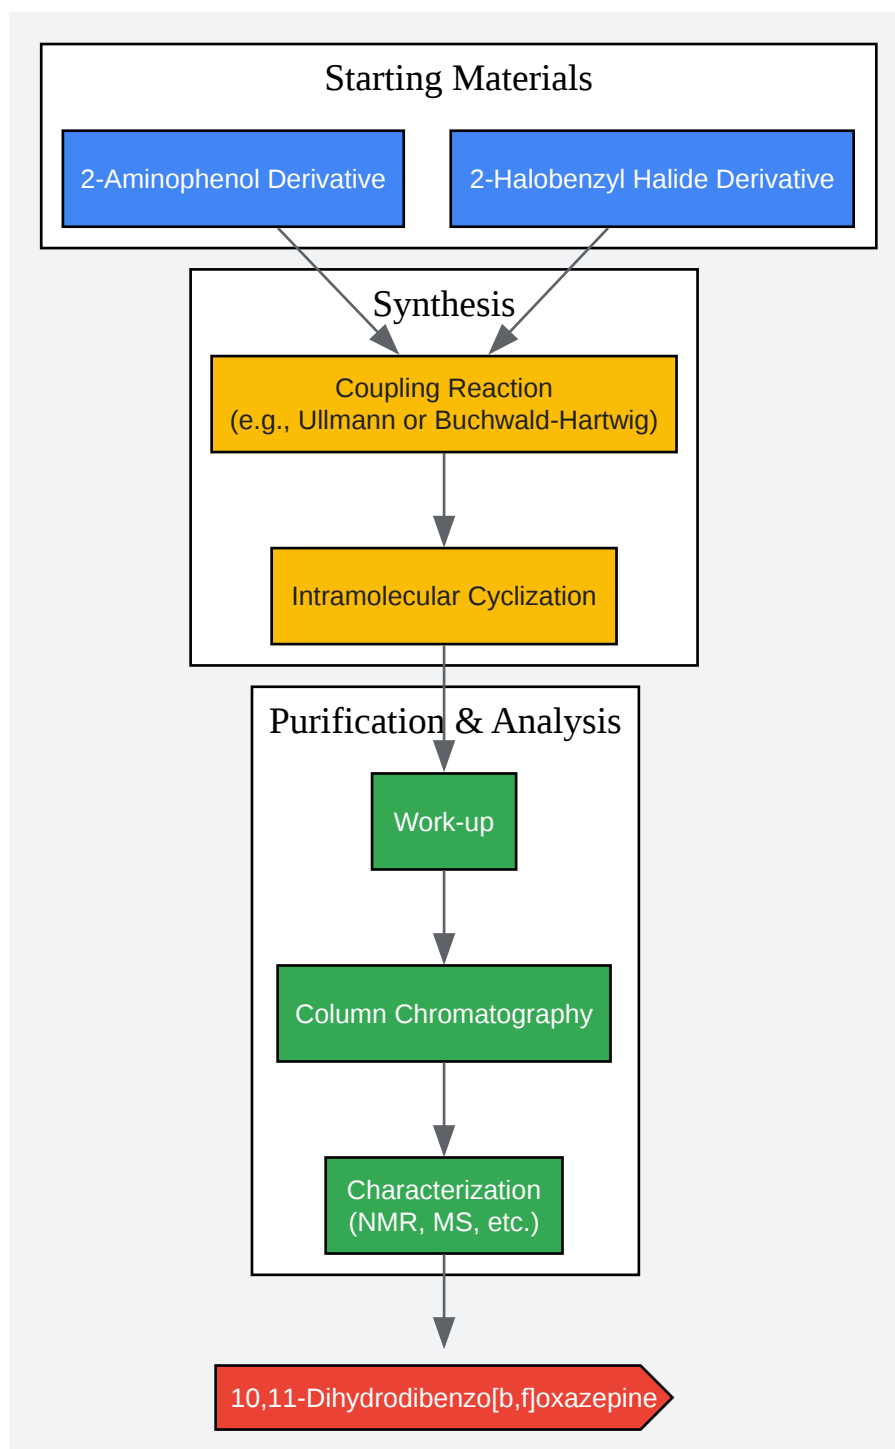 Starting Materials
2-Aminophenol Derivative
2-Halobenzyl Halide Derivative
Synthesis
Coupling Reaction
(e.g., Ullmann or Buchwald-Hartwig)
Intramolecular Cyclization
Purification & Analysis
Work-up
Column Chromatography
Characterization
(NMR, MS, etc.)
10,11-Dihydrodibenzo[b,f]oxazepine